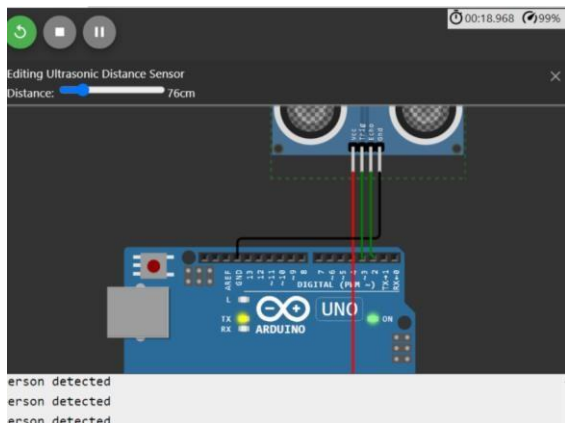 00:18.968 99%
Editing Ultrasonic Distance Sensor
Distance: 76cm
Vcc
Trig
Echo
Gnd
AREF
GND
13
12
~11
~10
~9
8
7
~6
~5
4
~3
2
TX→1
RX←0
DIGITAL (PWM ~)
L
TX
RX
ARDUINO
UNO
ON
erson detected
erson detected
erson detected